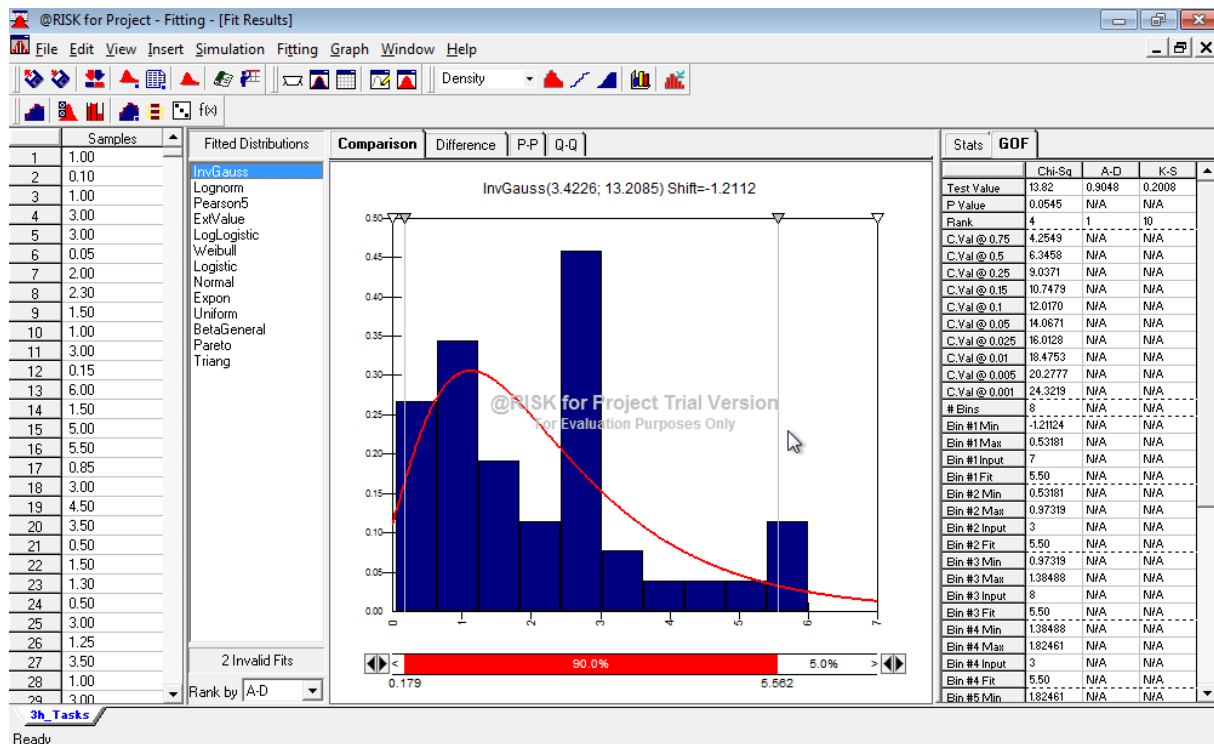 @RISK for Project - Fitting - [Fit Results]
File Edit View Insert Simulation Fitting Graph Window Help
Density
f(x)
Samples
1 1.00
2 0.10
3 1.00
4 3.00
5 3.00
6 0.05
7 2.00
8 2.30
9 1.50
10 1.00
11 3.00
12 0.15
13 6.00
14 1.50
15 5.00
16 5.50
17 0.85
18 3.00
19 4.50
20 3.50
21 0.50
22 1.50
23 1.30
24 0.50
25 3.00
26 1.25
27 3.50
28 1.00
29 3.00
Fitted Distributions
InvGauss
Lognorm
Pearson5
ExtValue
LogLogistic
Weibull
Logistic
Normal
Expon
Uniform
BetaGeneral
Pareto
Triang
2 Invalid Fits
Rank by A-D
Comparison Difference P-P Q-Q
InvGauss(3.4226; 13.2085) Shift=-1.2112
0.50
0.45
0.40
0.35
0.30
0.25
0.20
0.15
0.10
0.05
0.00
@RISK for Project Trial Version
For Evaluation Purposes Only
0 1 2 3 4 5 6 7
< 90.0% 5.0% >
0.179 5.562
Stats GOF
Chi-Sq A-D K-S
Test Value 13.82 0.9048 0.2008
P Value 0.0545 N/A N/A
Rank 4 1 10
C.Val @ 0.75 4.2549 N/A N/A
C.Val @ 0.5 6.3458 N/A N/A
C.Val @ 0.25 9.0371 N/A N/A
C.Val @ 0.15 10.7479 N/A N/A
C.Val @ 0.1 12.0170 N/A N/A
C.Val @ 0.05 14.0671 N/A N/A
C.Val @ 0.025 16.0128 N/A N/A
C.Val @ 0.01 18.4753 N/A N/A
C.Val @ 0.005 20.2777 N/A N/A
C.Val @ 0.001 24.3219 N/A N/A
# Bins 8 N/A N/A
Bin #1 Min -1.21124 N/A N/A
Bin #1 Max 0.53181 N/A N/A
Bin #1 Input 7 N/A N/A
Bin #1 Fit 5.50 N/A N/A
Bin #2 Min 0.53181 N/A N/A
Bin #2 Max 0.97319 N/A N/A
Bin #2 Input 3 N/A N/A
Bin #2 Fit 5.50 N/A N/A
Bin #3 Min 0.97319 N/A N/A
Bin #3 Max 1.38488 N/A N/A
Bin #3 Input 8 N/A N/A
Bin #3 Fit 5.50 N/A N/A
Bin #4 Min 1.38488 N/A N/A
Bin #4 Max 1.82461 N/A N/A
Bin #4 Input 3 N/A N/A
Bin #4 Fit 5.50 N/A N/A
Bin #5 Min 1.82461 N/A N/A
3h_Tasks
Ready